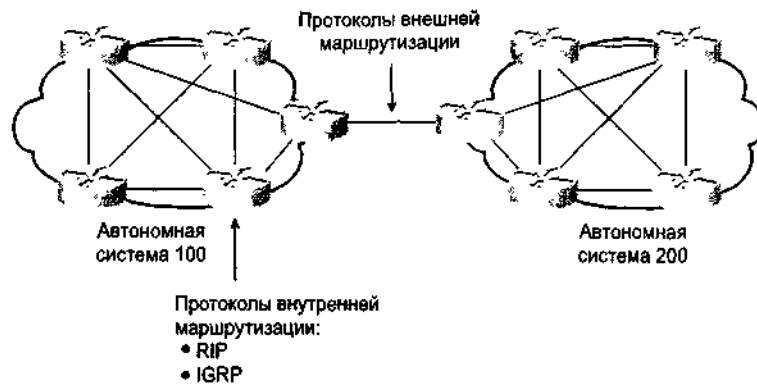 Протоколы внешней
маршрутизации
Автономная
система 100
Автономная
система 200
Протоколы внутренней
маршрутизации:
• RIP
• IGRP